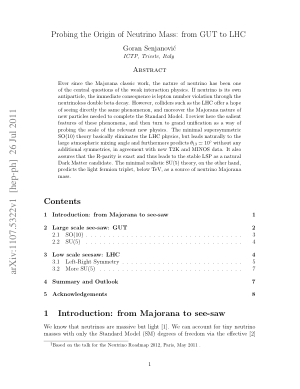 Probing the Origin of Neutrino Mass: from GUT to LHC
Goran Senjanović
ICTP, Trieste, Italy
Abstract
Ever since the Majorana classic work, the nature of neutrino has been one
of the central questions of the weak interaction physics. If neutrino is its own
antiparticle, the immediate consequence is lepton number violation through the
neutrinoless double beta decay. However, colliders such as the LHC offer a hope
of seeing directly the same phenomenon, and moreover the Majorana nature of
new particles needed to complete the Standard Model. I review here the salient
features of these phenomena, and then turn to grand unification as a way of
probing the scale of the relevant new physics. The minimal supersymmetric
SO(10) theory basically eliminates the LHC physics, but leads naturally to the
large atmospheric mixing angle and furthermore predicts θ13 ≃ 10° without
any additional symmetries, in agreement with new T2K and MINOS data. It also
assures that the R-parity is exact and thus leads to the stable LSP as a natural
Dark Matter candidate. The minimal realistic SU(5) theory, on the other hand,
predicts the light fermion triplet, below TeV, as a source of neutrino Majorana
mass.
Contents
1 Introduction: from Majorana to see-saw 1
2 Large scale see-saw: GUT 2
2.1 SO(10) . . . . . . . . . . . . . . . . . . . . 3
2.2 SU(5) . . . . . . . . . . . . . . . . . . . . 4
3 Low scale seesaw: LHC 4
3.1 Left-Right Symmetry . . . . . . . . . . . . . . . . . . . . 5
3.2 More SU(5) . . . . . . . . . . . . . . . . . . . . 7
4 Summary and Outlook 7
5 Acknowledgements 8
1 Introduction: from Majorana to see-saw
We know that neutrinos are massive but light [1]. We can account for tiny neutrino
masses with only the Standard Model (SM) degrees of freedom via the effective [2]
1Based on the talk for the Neutrino Roadmap 2012, Paris, May 2011.
1
arXiv:1107.5322v1 [hep-ph] 26 Jul 2011